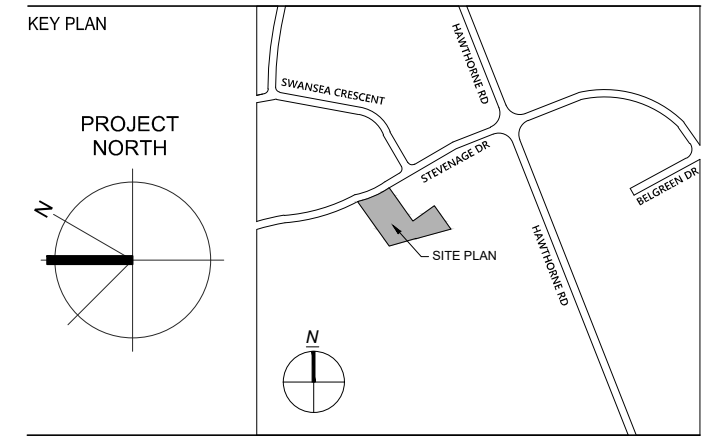 KEY PLAN
PROJECT
NORTH
N
SWANSEA CRESCENT
HAWTHORNE RD
STEVENAGE DR
BELGREEN DR
SITE PLAN
HAWTHORNE RD
N